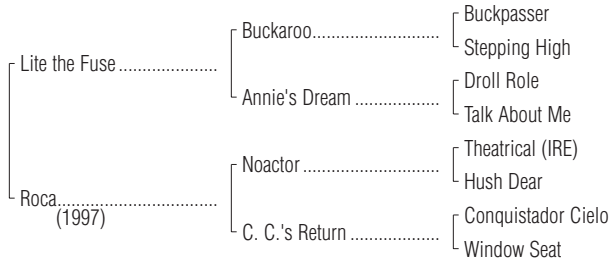 Buckpasser
Buckaroo
Stepping High
Lite the Fuse
Droll Role
Annie's Dream
Talk About Me
Theatrical (IRE)
Noactor
Hush Dear
Roca
(1997)
Conquistador Cielo
C. C.'s Return
Window Seat